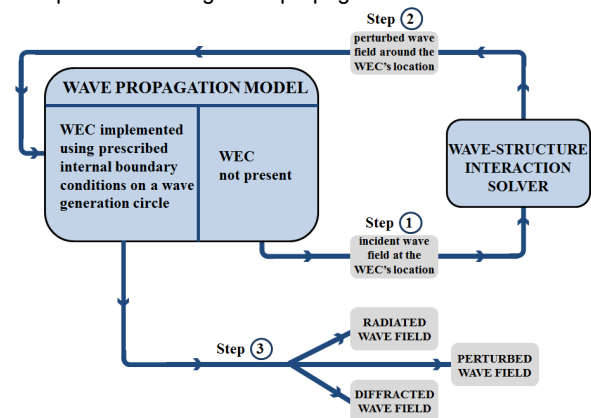 Step 2
perturbed wave
field around the
WEC's location
WAVE PROPAGATION MODEL
WEC implemented
using prescribed
internal boundary
conditions on a wave
generation circle
WEC
not present
WAVE-STRUCTURE
INTERACTION
SOLVER
Step 1
incident wave
field at the
WEC's location
Step 3
RADIATED
WAVE FIELD
PERTURBED
WAVE FIELD
DIFFRACTED
WAVE FIELD